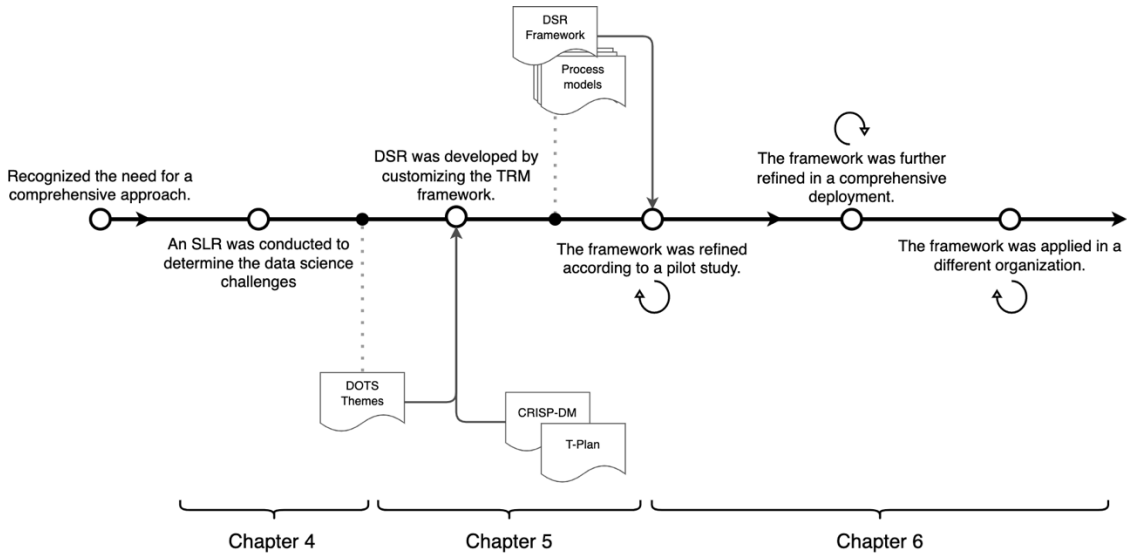 DSR
Framework
Process
models
Recognized the need for a
comprehensive approach.
DSR was developed by
customizing the TRM
framework.
The framework was further
refined in a comprehensive
deployment.
An SLR was conducted to
determine the data science
challenges
The framework was refined
according to a pilot study.
The framework was applied in a
different organization.
DOTS
Themes
CRISP-DM
T-Plan
Chapter 4
Chapter 5
Chapter 6